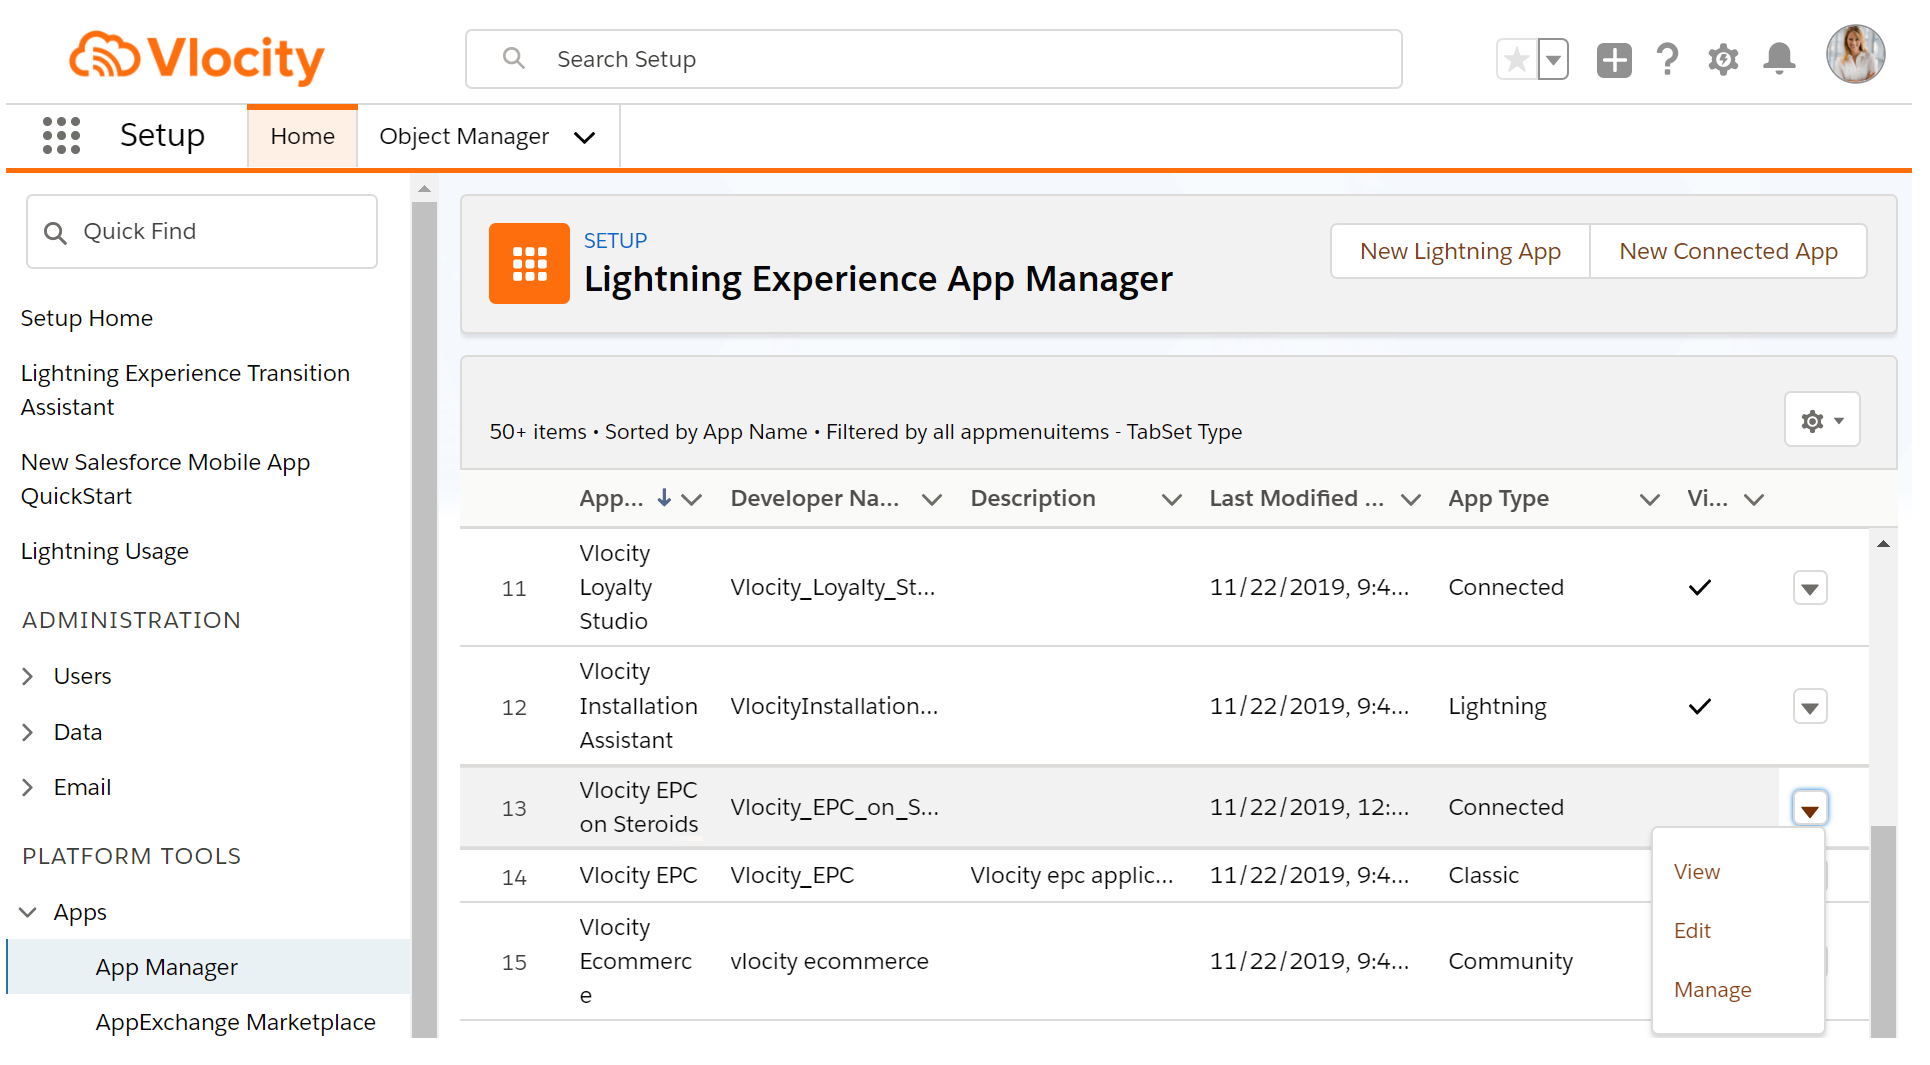 Vlocity
Search Setup
Setup
Home
Object Manager
Quick Find
Setup Home
Lightning Experience Transition
Assistant
New Salesforce Mobile App
QuickStart
Lightning Usage
ADMINISTRATION
Users
Data
Email
PLATFORM TOOLS
Apps
App Manager
AppExchange Marketplace
SETUP
Lightning Experience App Manager
New Lightning App
New Connected App
50+ items • Sorted by App Name • Filtered by all appmenuitems - TabSet Type
App... Developer Na... Description Last Modified ... App Type Vi...
11
Vlocity
Loyalty
Studio
Vlocity_Loyalty_St...
11/22/2019, 9:4...
Connected
12
Vlocity
Installation
Assistant
VlocityInstallation...
11/22/2019, 9:4...
Lightning
13
Vlocity EPC
on Steroids
Vlocity_EPC_on_S...
11/22/2019, 12:...
Connected
14
Vlocity EPC
Vlocity_EPC
Vlocity epc applic...
11/22/2019, 9:4...
Classic
15
Vlocity
Ecommerc
e
vlocity ecommerce
11/22/2019, 9:4...
Community
View
Edit
Manage